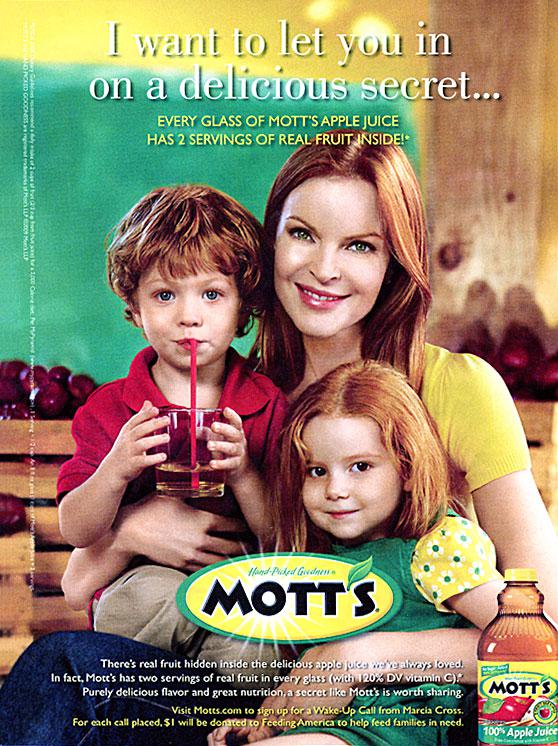 I want to let you in
on a delicious secret...
EVERY GLASS OF MOTT'S APPLE JUICE
HAS 2 SERVINGS OF REAL FRUIT INSIDE!*
Hand-Picked Goodness
MOTT'S
There's real fruit hidden inside the delicious apple juice we've always loved.
In fact, Mott's has two servings of real fruit in every glass (with 120% DV vitamin C).*
Purely delicious flavor and great nutrition, a secret like Mott's is worth sharing.
Visit Motts.com to sign up for a Wake-Up Call from Marcia Cross.
For each call placed, $1 will be donated to Feeding America to help feed families in need.
MOTT'S
100% Apple Juice